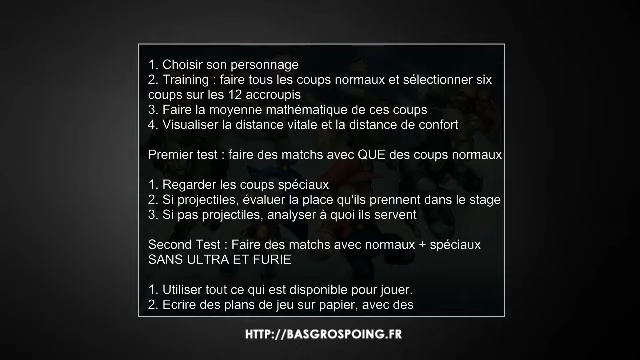 1. Choisir son personnage
2. Training : faire tous les coups normaux et sélectionner six
coups sur les 12 accroupis
3. Faire la moyenne mathématique de ces coups
4. Visualiser la distance vitale et la distance de confort
Premier test : faire des matchs avec QUE des coups normaux
1. Regarder les coups spéciaux
2. Si projectiles, évaluer la place qu'ils prennent dans le stage
3. Si pas projectiles, analyser à quoi ils servent
Second Test : Faire des matchs avec normaux + spéciaux
SANS ULTRA ET FURIE
1. Utiliser tout ce qui est disponible pour jouer.
2. Ecrire des plans de jeu sur papier, avec des
HTTP://BASGROSPOING.FR